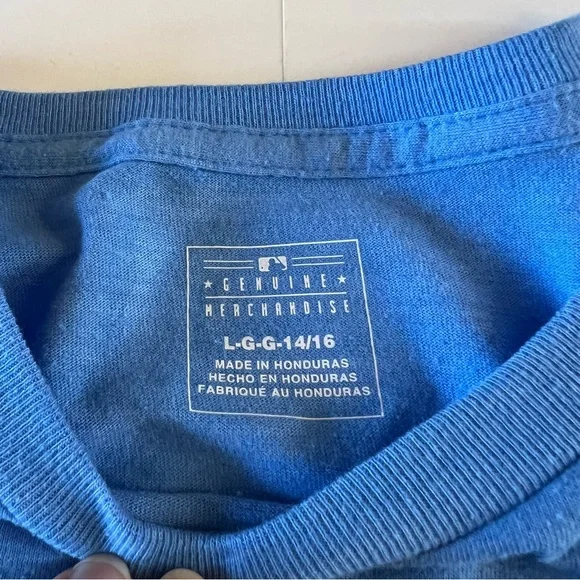 GENUINE
MERCHANDISE
L-G-G-14/16
MADE IN HONDURAS
HECHO EN HONDURAS
FABRIQUÉ AU HONDURAS